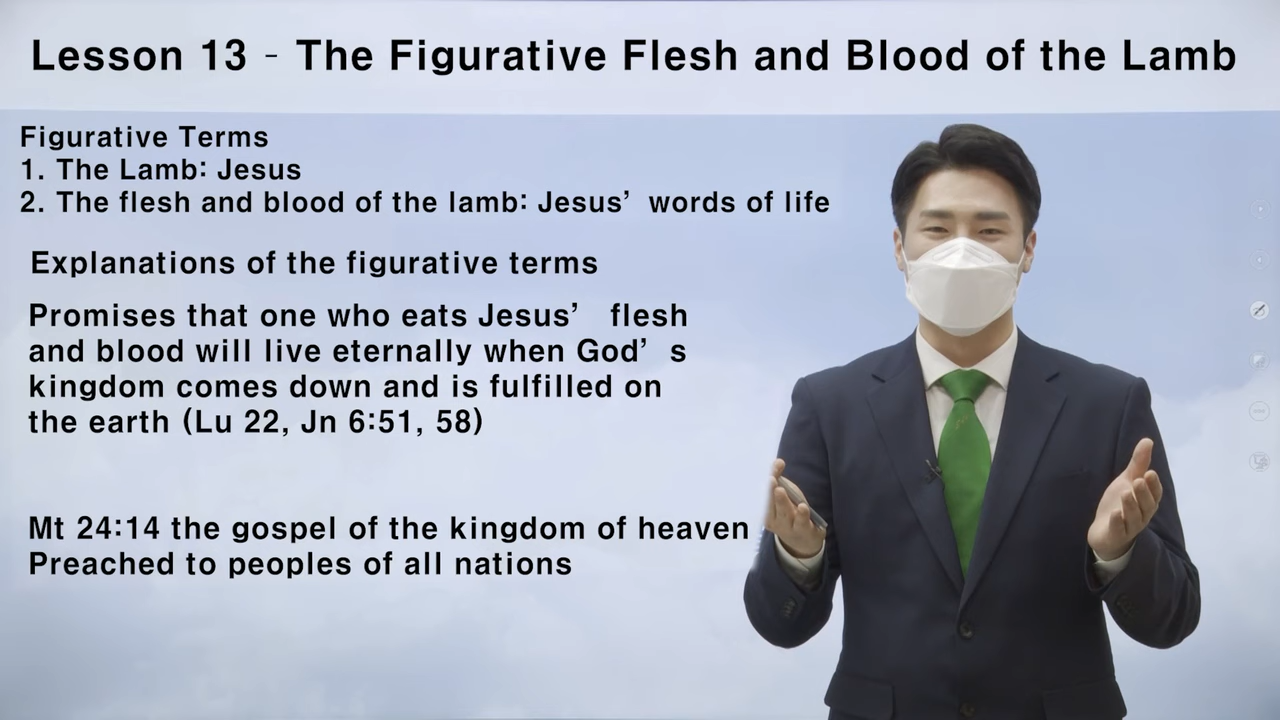 Lesson 13 - The Figurative Flesh and Blood of the Lamb
Figurative Terms
1. The Lamb: Jesus
2. The flesh and blood of the lamb: Jesus’ words of life
Explanations of the figurative terms
Promises that one who eats Jesus’ flesh
and blood will live eternally when God’ s
kingdom comes down and is fulfilled on
the earth (Lu 22, Jn 6:51, 58)
Mt 24:14 the gospel of the kingdom of heaven
Preached to peoples of all nations